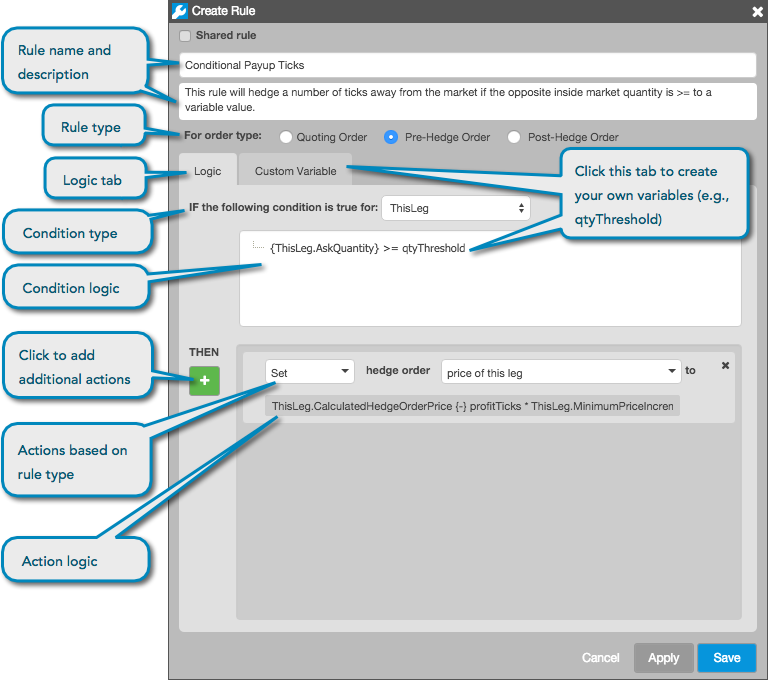 Create Rule
Shared rule
Rule name and
description
Conditional Payup Ticks
This rule will hedge a number of ticks away from the market if the opposite inside market quantity is >= to a
variable value.
Rule type
For order type:
Quoting Order
Pre-Hedge Order
Post-Hedge Order
Logic tab
Logic
Custom Variable
Click this tab to create
your own variables (e.g.,
qtyThreshold)
Condition type
IF the following condition is true for:
ThisLeg
Condition logic
{ThisLeg.AskQuantity} >= qtyThreshold
Click to add
additional actions
THEN
+
Set
hedge order
price of this leg
to
ThisLeg.CalculatedHedgeOrderPrice {-} profitTicks * ThisLeg.MinimumPriceIncren
Actions based on
rule type
Action logic
Cancel
Apply
Save